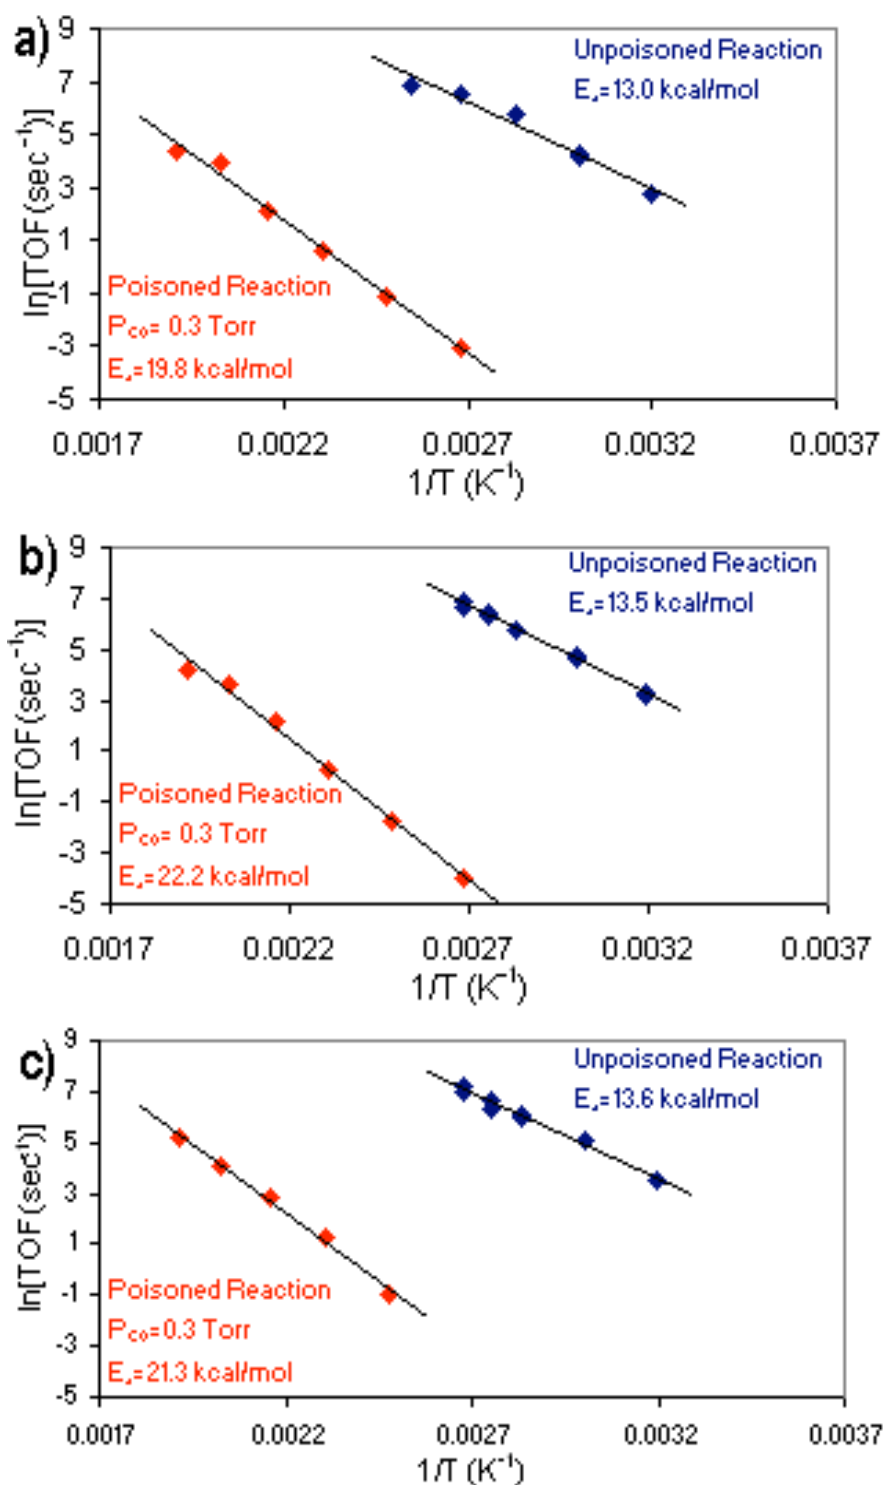 a)
ln[TOF(sec⁻¹)]
9
7
5
3
1
-1
-3
-5
Unpoisoned Reaction
Eₐ=13.0 kcal/mol
Poisoned Reaction
P_CO= 0.3 Torr
Eₐ=19.8 kcal/mol
0.0017 0.0022 0.0027 0.0032 0.0037
1/T (K⁻¹)
b)
ln[TOF(sec⁻¹)]
9
7
5
3
1
-1
-3
-5
Unpoisoned Reaction
Eₐ=13.5 kcal/mol
Poisoned Reaction
P_CO= 0.3 Torr
Eₐ=22.2 kcal/mol
0.0017 0.0022 0.0027 0.0032 0.0037
1/T (K⁻¹)
c)
ln[TOF(sec¹)]
9
7
5
3
1
-1
-3
-5
Unpoisoned Reaction
Eₐ=13.6 kcal/mol
Poisoned Reaction
P_CO=0.3 Torr
Eₐ=21.3 kcal/mol
0.0017 0.0022 0.0027 0.0032 0.0037
1/T (K⁻¹)